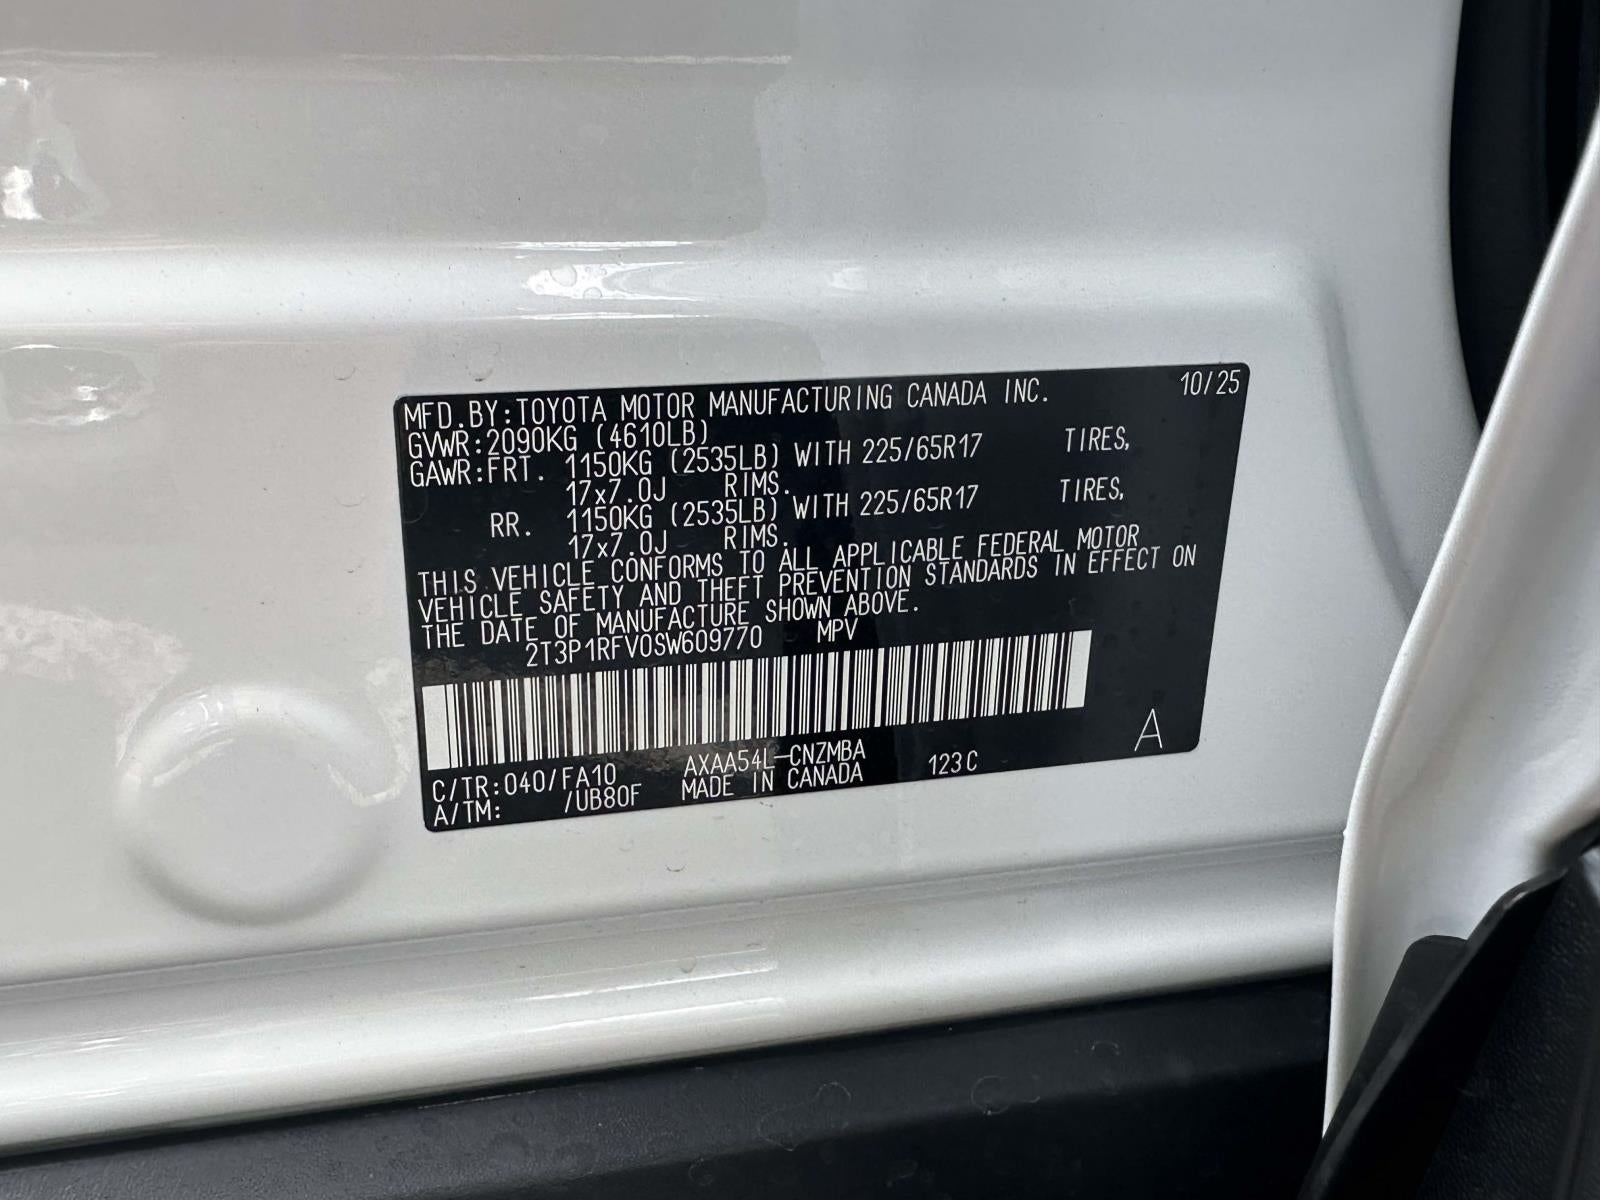 MFD.BY:TOYOTA MOTOR MANUFACTURING CANADA INC. 10/25
GVWR:2090KG (4610LB)
GAWR:FRT. 1150KG (2535LB) WITH 225/65R17 TIRES,
17x7.0J RIMS.
RR. 1150KG (2535LB) WITH 225/65R17 TIRES,
17x7.0J RIMS.
THIS VEHICLE CONFORMS TO ALL APPLICABLE FEDERAL MOTOR
VEHICLE SAFETY AND THEFT PREVENTION STANDARDS IN EFFECT ON
THE DATE OF MANUFACTURE SHOWN ABOVE.
2T3P1RFV0SW609770 MPV
C/TR:040/FA10 AXAA54L-CNZMBA 123C A
A/TM: /UB80F MADE IN CANADA